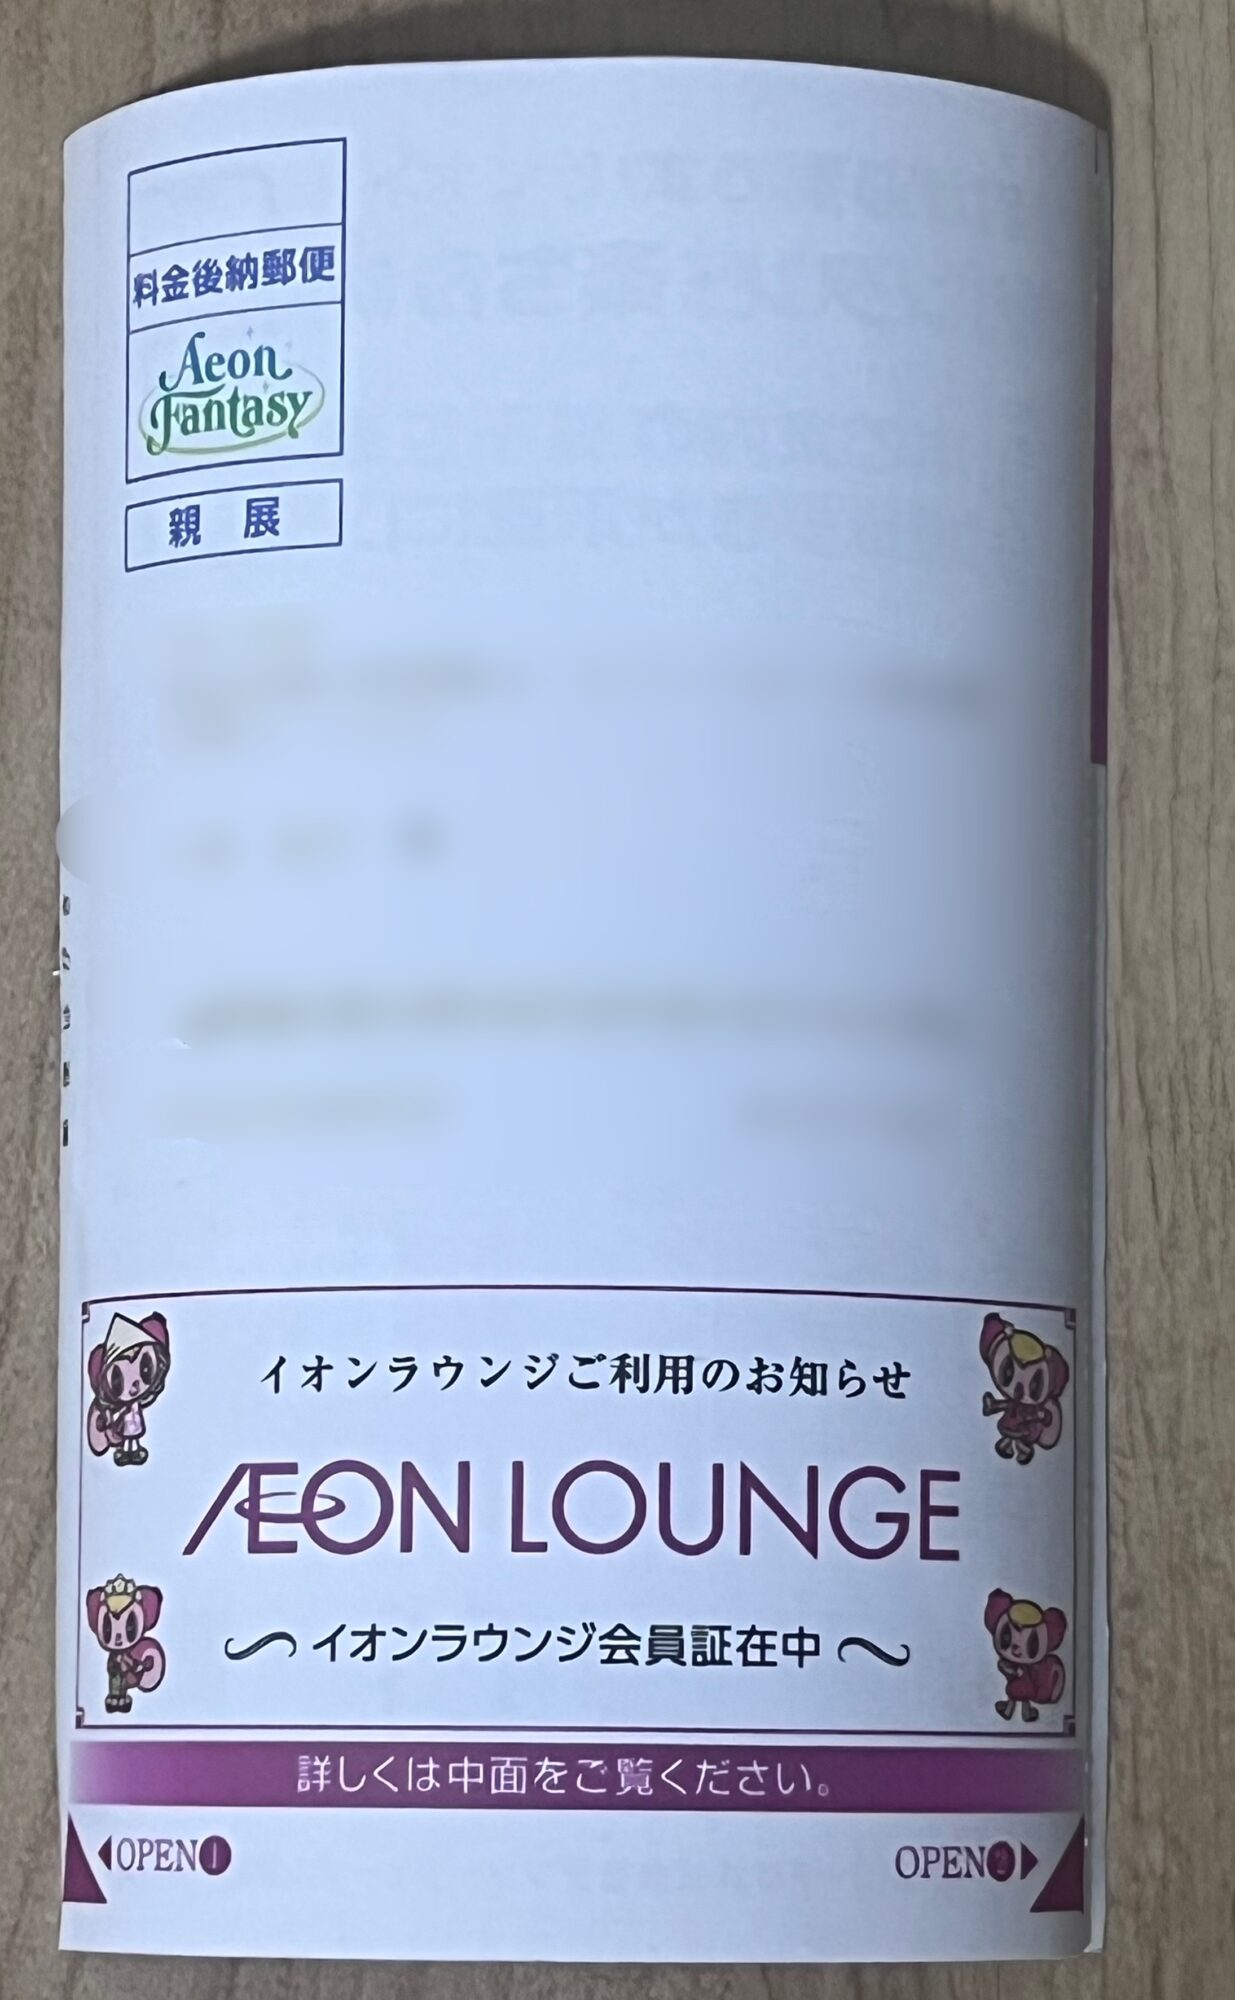 料金後納郵便
Aeon
Fantasy
親 展
イオンラウンジご利用のお知らせ
ÆON LOUNGE
～イオンラウンジ会員証在中～
詳しくは中面をご覧ください。
◀OPEN❶
OPEN❷▶